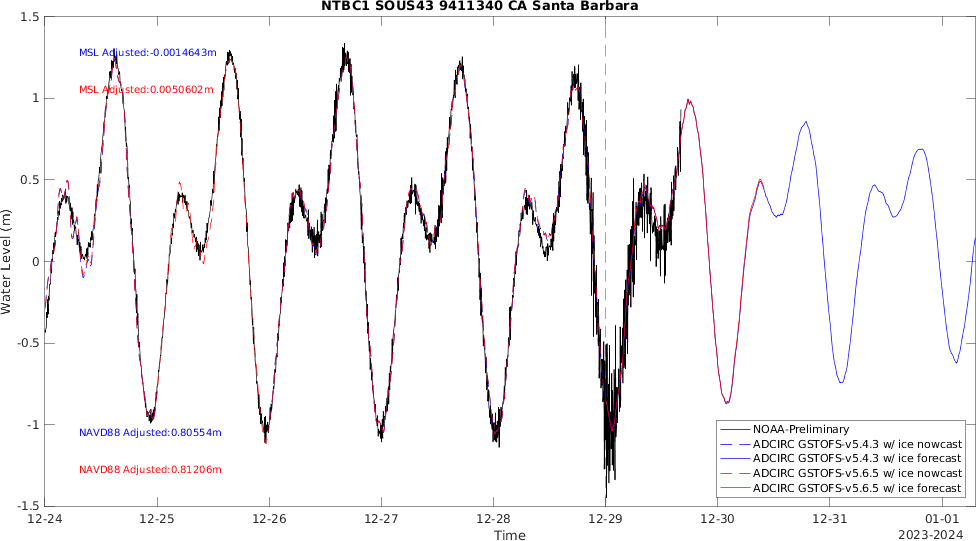 NTBC1 SOUS43 9411340 CA Santa Barbara
1.5
MSL Adjusted:-0.0014643m
MSL Adjusted:0.0050602m
1
0.5
Water Level (m)
0
-0.5
-1
NAVD88 Adjusted:0.80554m
NAVD88 Adjusted:0.81206m
-1.5
NOAA-Preliminary
ADCIRC GSTOFS-v5.4.3 w/ ice nowcast
ADCIRC GSTOFS-v5.4.3 w/ ice forecast
ADCIRC GSTOFS-v5.6.5 w/ ice nowcast
ADCIRC GSTOFS-v5.6.5 w/ ice forecast
12-24 12-25 12-26 12-27 12-28 12-29 12-30 12-31 01-01
Time
2023-2024